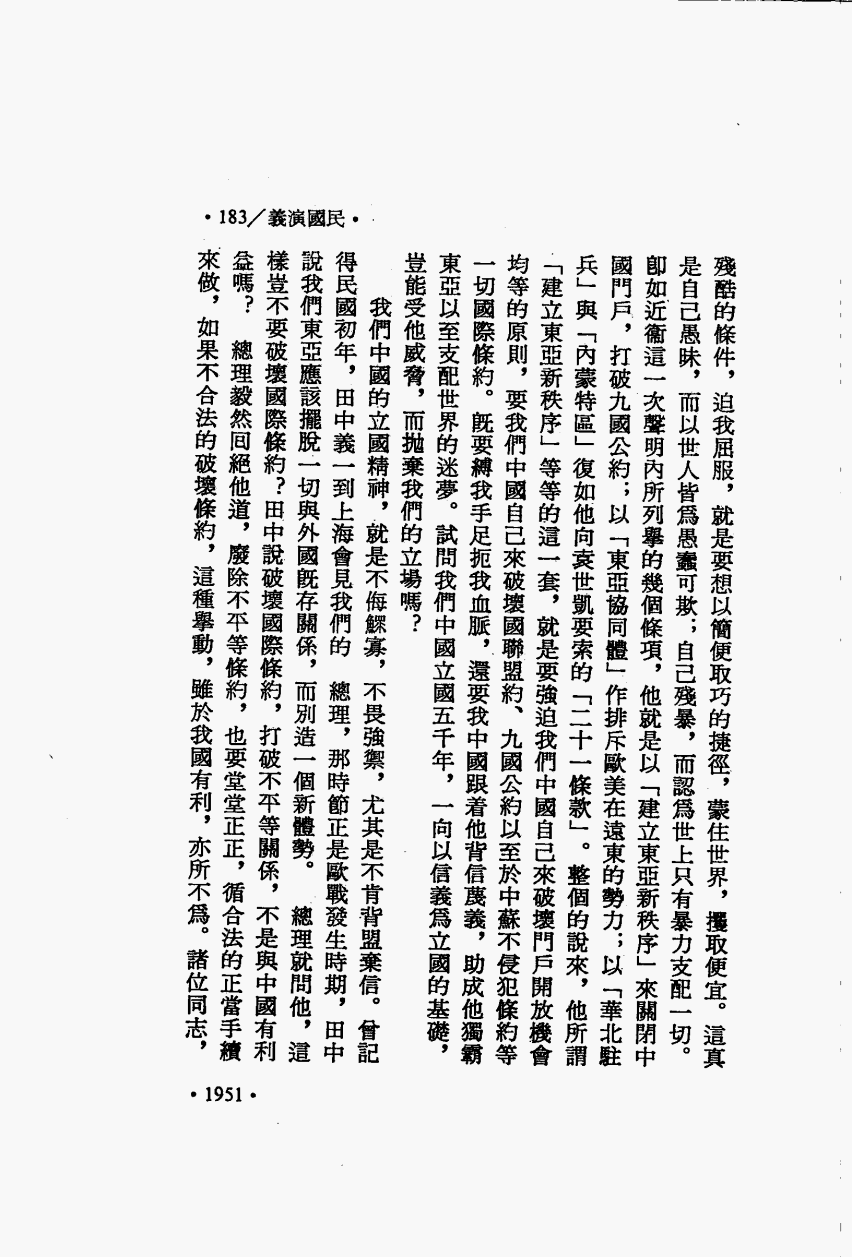 •183/義演國民•
殘酷的條件，迫我屈服，就是要想以簡便取巧的捷徑，蒙住世界，攫取便宜。這真
是自己愚昧，而以世人皆爲愚蠢可欺；自己殘暴，而認爲世上只有暴力支配一切。
卽如近衞這一次聲明內所列舉的幾個條項，他就是以「建立東亞新秩序」來關閉中
國門戶，打破九國公約；以「東亞協同體」作排斥歐美在遠東的勢力；以「華北駐
兵」與「內蒙特區」復如他向袁世凱要索的「二十一條款」。整個的說來，他所謂
「建立東亞新秩序」等等的這一套，就是要強迫我們中國自己來破壞門戶開放機會
均等的原則，要我們中國自己來破壞國聯盟約、九國公約以至於中蘇不侵犯條約等
一切國際條約。旣要縛我手足扼我血脈，還要我中國跟着他背信蔑義，助成他獨霸
東亞以至支配世界的迷夢。試問我們中國立國五千年，一向以信義爲立國的基礎，
豈能受他威脅，而拋棄我們的立場嗎？
我們中國的立國精神，就是不侮鰥寡，不畏強禦，尤其是不肯背盟棄信。曾記
得民國初年，田中義一到上海會見我們的　總理，那時節正是歐戰發生時期，田中
說我們東亞應該擺脫一切與外國旣存關係，而別造一個新體勢。　總理就問他，這
樣豈不要破壞國際條約？田中說破壞國際條約，打破不平等關係，不是與中國有利
益嗎？　總理毅然囘絕他道，廢除不平等條約，也要堂堂正正，循合法的正當手續
來做，如果不合法的破壞條約，這種舉動，雖於我國有利，亦所不爲。諸位同志，
•1951•